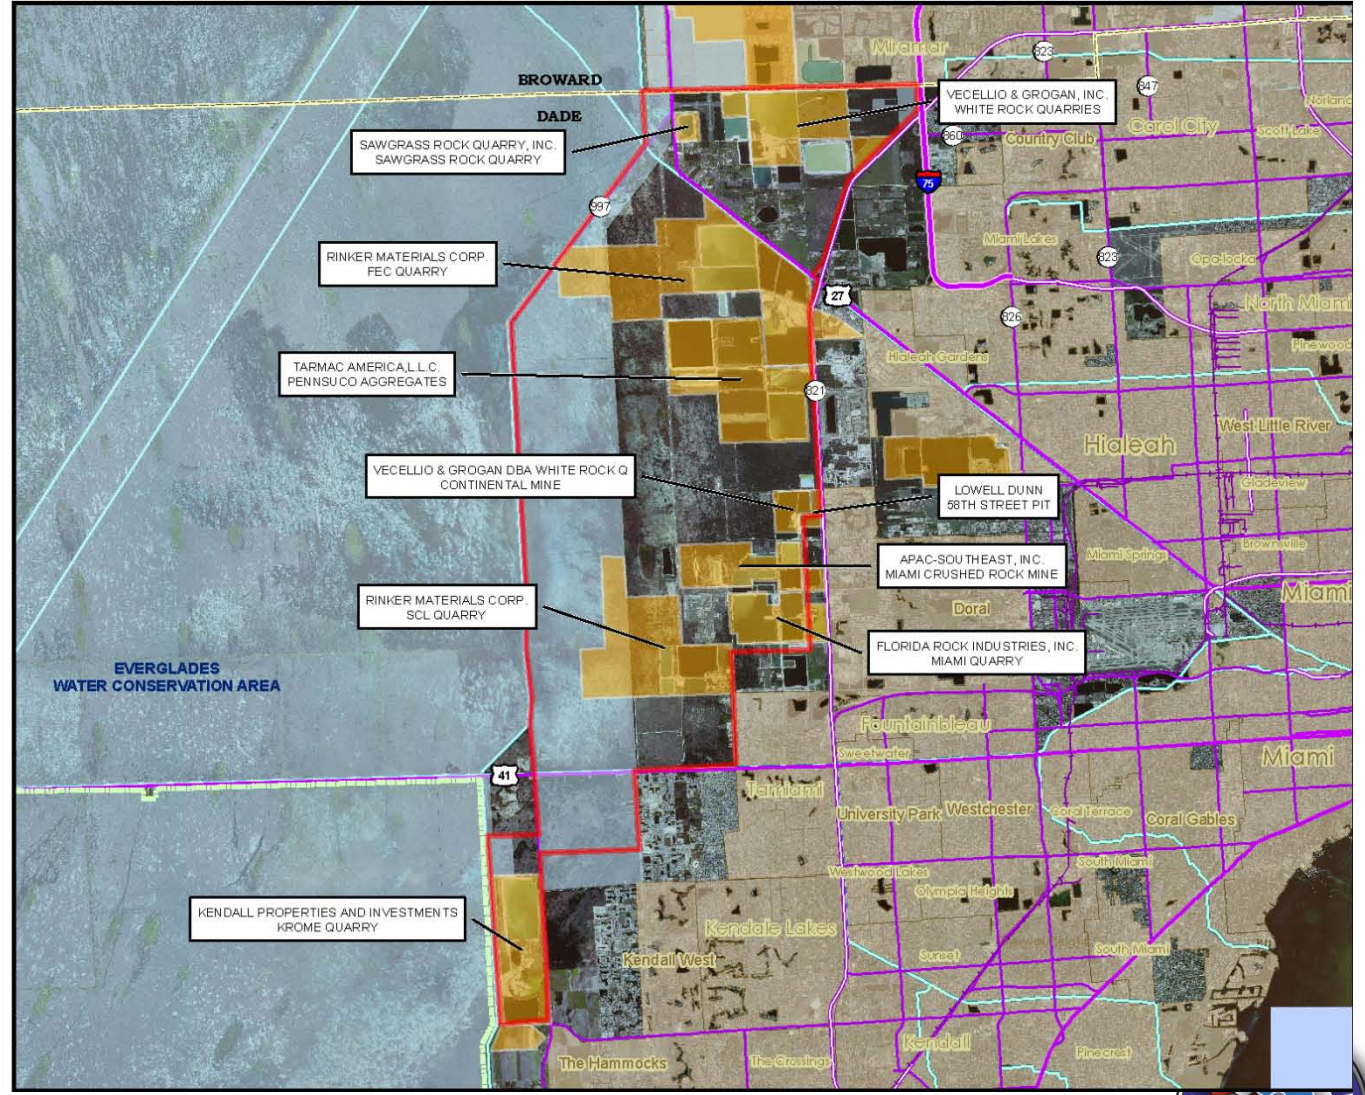 Miramar
823
BROWARD
DADE
VECELLIO & GROGAN, INC.
WHITE ROCK QUARRIES
847
Norland
860
Country Club
Carol City
Scott Lake
SAWGRASS ROCK QUARRY, INC.
SAWGRASS ROCK QUARRY
75
997
Miami Lakes
823
Opa-locka
RINKER MATERIALS CORP.
FEC QUARRY
27
826
North Miami
Pinewood
Hialeah Gardens
TARMAC AMERICA,L.L.C.
PENNSUCO AGGREGATES
821
Hialeah
West Little River
VECELLIO & GROGAN DBA WHITE ROCK Q
CONTINENTAL MINE
Gladeview
LOWELL DUNN
58TH STREET PIT
Brownsville
Miami Springs
APAC-SOUTHEAST, INC.
MIAMI CRUSHED ROCK MINE
Miami
RINKER MATERIALS CORP.
SCL QUARRY
Doral
FLORIDA ROCK INDUSTRIES, INC.
MIAMI QUARRY
EVERGLADES
WATER CONSERVATION AREA
Fountainbleau
Sweetwater
Miami
41
Tamiami
University Park
Westchester
Coral Terrace
Coral Gables
South Miami
Westwood Lakes
Olympia Heights
KENDALL PROPERTIES AND INVESTMENTS
KROME QUARRY
Kendale Lakes
Kendall West
Sunset
South Miami
Kendall
Pinecrest
The Hammocks
The Crossings